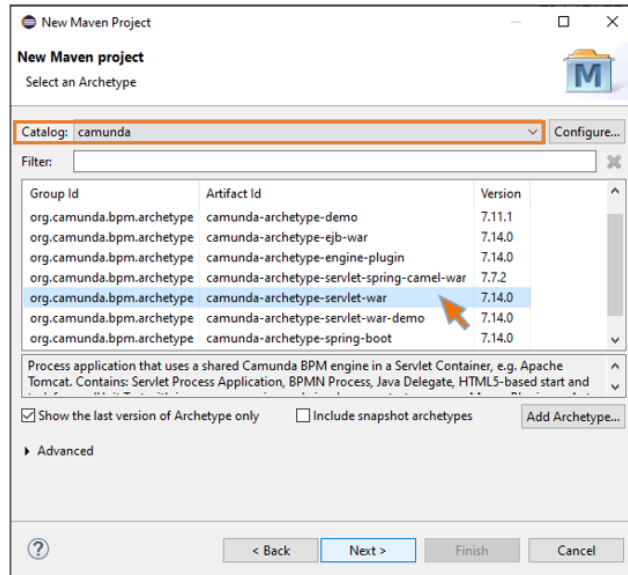 New Maven Project
New Maven project
Select an Archetype
Catalog: camunda Configure...
Filter:
Group Id Artifact Id Version
org.camunda.bpm.archetype camunda-archetype-demo 7.11.1
org.camunda.bpm.archetype camunda-archetype-ejb-war 7.14.0
org.camunda.bpm.archetype camunda-archetype-engine-plugin 7.14.0
org.camunda.bpm.archetype camunda-archetype-servlet-spring-camel-war 7.7.2
org.camunda.bpm.archetype camunda-archetype-servlet-war 7.14.0
org.camunda.bpm.archetype camunda-archetype-servlet-war-demo 7.14.0
org.camunda.bpm.archetype camunda-archetype-spring-boot 7.14.0
Process application that uses a shared Camunda BPM engine in a Servlet Container, e.g. Apache
Tomcat. Contains: Servlet Process Application, BPMN Process, Java Delegate, HTML5-based start and
Show the last version of Archetype only Include snapshot archetypes Add Archetype...
Advanced
? < Back Next > Finish Cancel